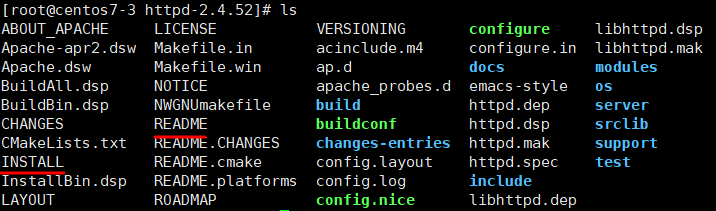 [root@centos7-3 httpd-2.4.52]# ls
ABOUT_APACHE LICENSE VERSIONING configure libhttpd.dsp
Apache-apr2.dsw Makefile.in acinclude.m4 configure.in libhttpd.mak
Apache.dsw Makefile.win ap.d docs modules
BuildAll.dsp NOTICE apache_probes.d emacs-style os
BuildBin.dsp NWGNUmakefile build httpd.dep server
CHANGES README buildconf httpd.dsp srclib
CMakeLists.txt README.CHANGES changes-entries httpd.mak support
INSTALL README.cmake config.layout httpd.spec test
InstallBin.dsp README.platforms config.log include
LAYOUT ROADMAP config.nice libhttpd.dep